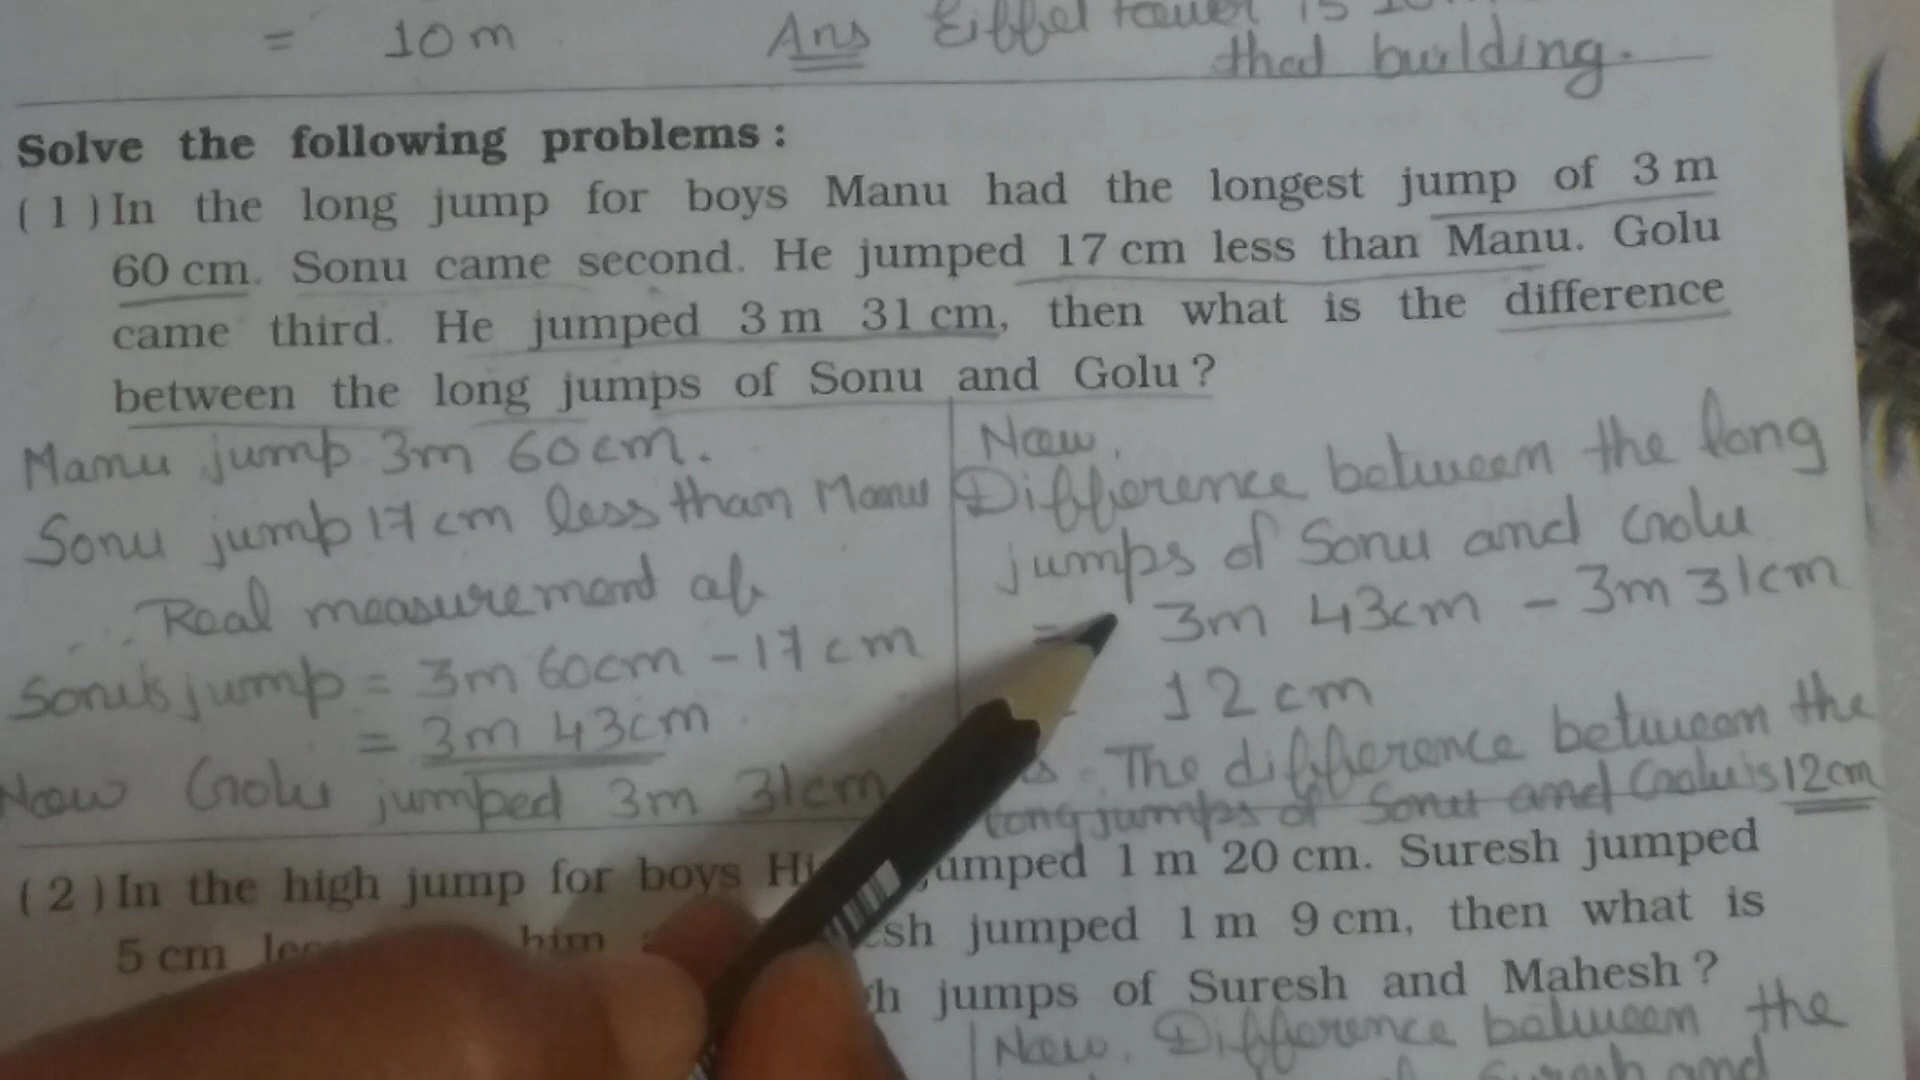 = 10 m Ans Eiffel tower is
that building.
Solve the following problems :
( 1 ) In the long jump for boys Manu had the longest jump of 3 m
60 cm. Sonu came second. He jumped 17 cm less than Manu. Golu
came third. He jumped 3 m 31 cm, then what is the difference
between the long jumps of Sonu and Golu ?
Manu jump 3m 60cm.
Sonu jump 17 cm less than Manu
∴ Real measurement of
Sonu's jump = 3m 60cm - 17 cm
= 3m 43cm.
Now Golu jumped 3m 31cm
Now,
Difference between the long
jumps of Sonu and Golu
= 3m 43cm - 3m 31cm
12 cm
The difference between the
long jumps of Sonu and Golu is 12cm
( 2 ) In the high jump for boys jumped 1 m 20 cm. Suresh jumped
5 cm him jumped 1 m 9 cm, then what is
jumps of Suresh and Mahesh ?
Now, Difference between the
and